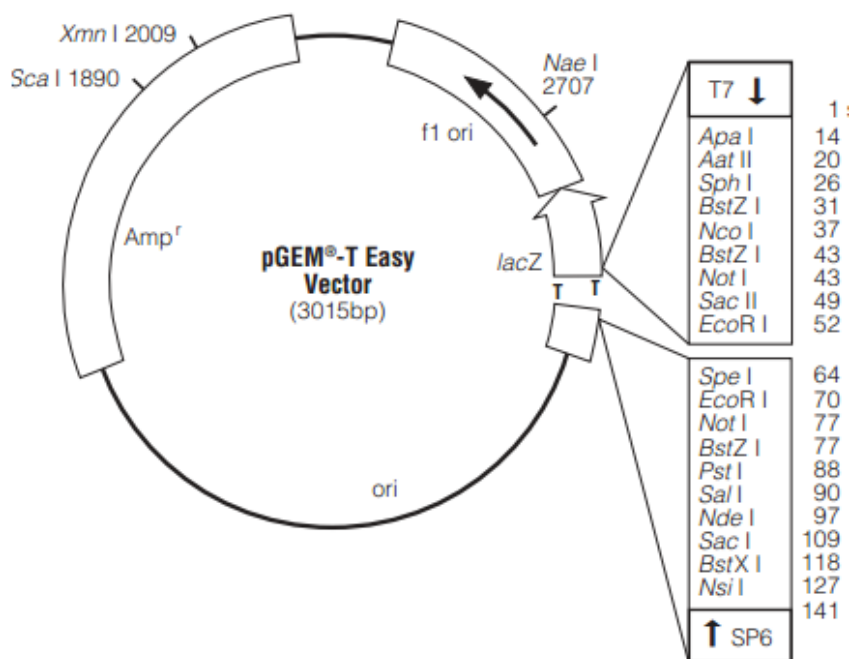 Xmn I 2009
Sca I 1890
Nae I
2707
f1 ori
Amp r
pGEM®-T Easy
Vector
(3015bp)
lacZ
T T
ori
T7 ↓
1 s
Apa I 14
Aat II 20
Sph I 26
BstZ I 31
Nco I 37
BstZ I 43
Not I 43
Sac II 49
EcoR I 52
Spe I 64
EcoR I 70
Not I 77
BstZ I 77
Pst I 88
Sal I 90
Nde I 97
Sac I 109
BstX I 118
Nsi I 127
141
↑ SP6